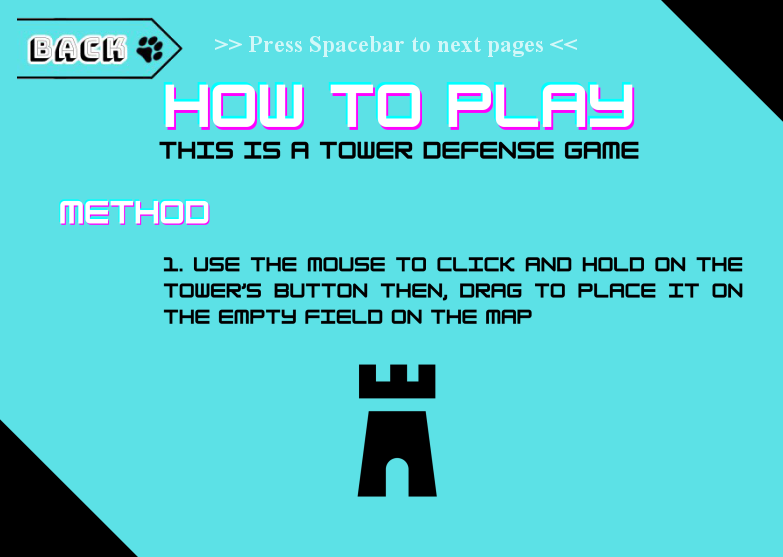 BACK
>> Press Spacebar to next pages <<
HOW TO PLAY
THIS IS A TOWER DEFENSE GAME
METHOD
1. USE THE MOUSE TO CLICK AND HOLD ON THE
TOWER'S BUTTON THEN, DRAG TO PLACE IT ON
THE EMPTY FIELD ON THE MAP